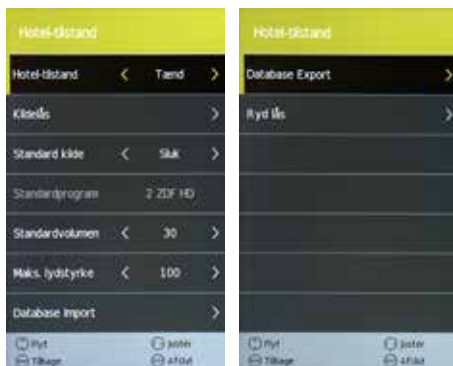 Hotel-tilstand
Hotel-tilstand < Tænd >
Kildelås >
Standard kilde < Sluk >
Standardprogram 2 ZDF HD
Standardvolumen < 30 >
Maks. lydstyrke < 100 >
Database Import >
Flyt Juster
Tilbage Afslut
Hotel-tilstand
Database Export >
Ryd lås >
Flyt Juster
Tilbage Afslut